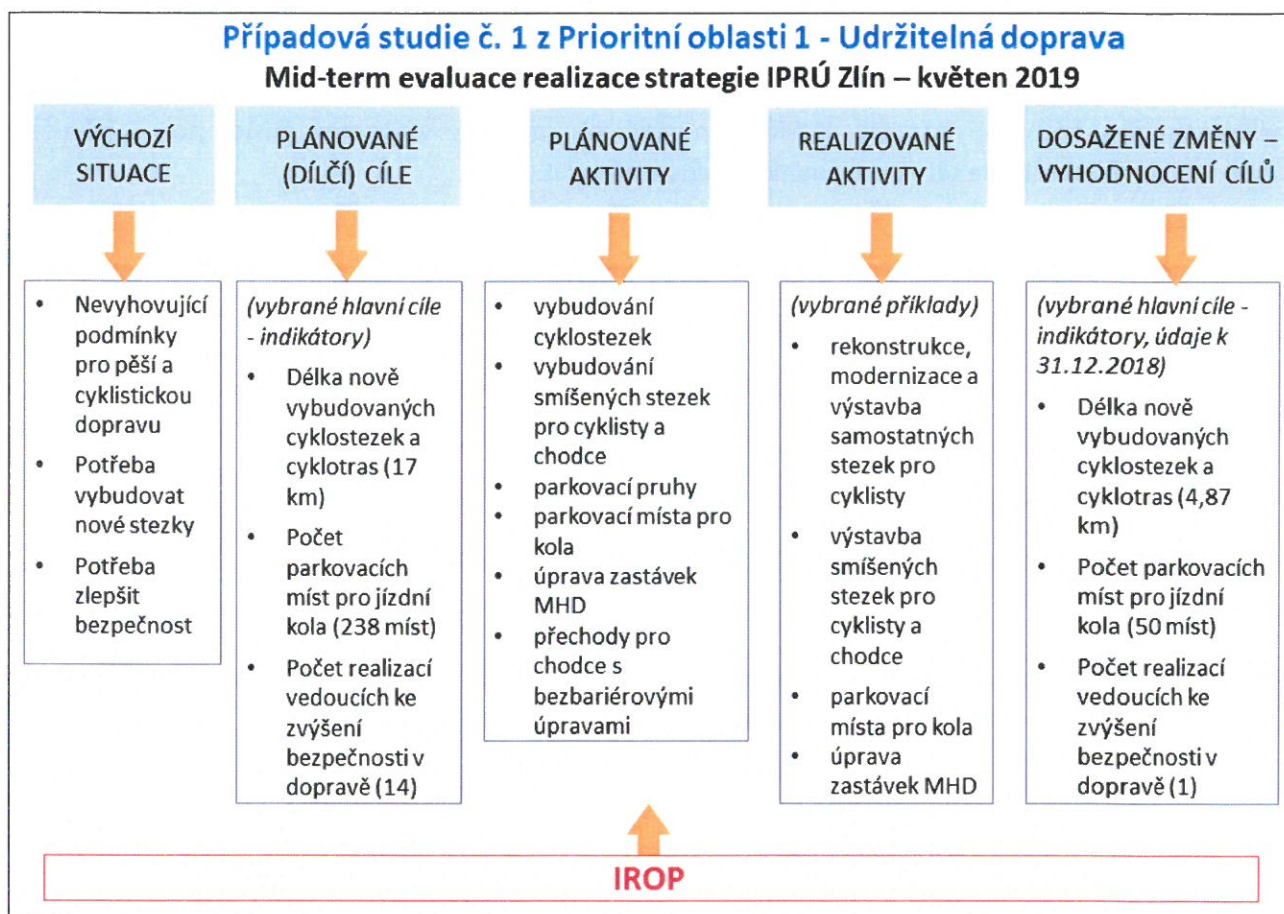 Případová studie č. 1 z Prioritní oblasti 1 - Udržitelná doprava
Mid-term evaluace realizace strategie IPRÚ Zlín – květen 2019
VÝCHOZÍ
SITUACE
PLÁNOVANÉ
(DÍLČÍ) CÍLE
PLÁNOVANÉ
AKTIVITY
REALIZOVANÉ
AKTIVITY
DOSAŽENÉ ZMĚNY –
VYHODNOCENÍ CÍLŮ
• Nevyhovující
podmínky
pro pěší a
cyklistickou
dopravu
• Potřeba
vybudovat
nové stezky
• Potřeba
zlepšit
bezpečnost
(vybrané hlavní cíle
- indikátory)
• Délka nově
vybudovaných
cyklostezek a
cyklotras (17
km)
• Počet
parkovacích
míst pro jízdní
kola (238 míst)
• Počet realizací
vedoucích ke
zvýšení
bezpečnosti v
dopravě (14)
• vybudování
cyklostezek
• vybudování
smíšených stezek
pro cyklisty a
chodce
• parkovací pruhy
• parkovací místa pro
kola
• úprava zastávek
MHD
• přechody pro
chodce s
bezbariérovými
úpravami
(vybrané příklady)
• rekonstrukce,
modernizace a
výstavba
samostatných
stezek pro
cyklisty
• výstavba
smíšených
stezek pro
cyklisty a
chodce
• parkovací
místa pro kola
• úprava
zastávek MHD
(vybrané hlavní cíle -
indikátory, údaje k
31.12.2018)
• Délka nově
vybudovaných
cyklostezek a
cyklotras (4,87
km)
• Počet parkovacích
míst pro jízdní
kola (50 míst)
• Počet realizací
vedoucích ke
zvýšení
bezpečnosti v
dopravě (1)
IROP